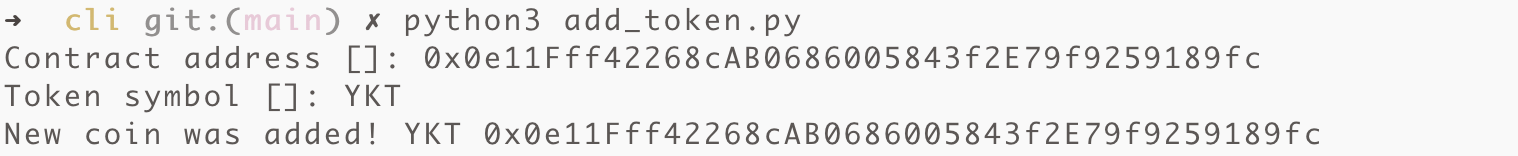 ➜  cli git:(main) ✗ python3 add_token.py
Contract address []: 0x0e11Fff42268cAB0686005843f2E79f9259189fc
Token symbol []: YKT
New coin was added! YKT 0x0e11Fff42268cAB0686005843f2E79f9259189fc